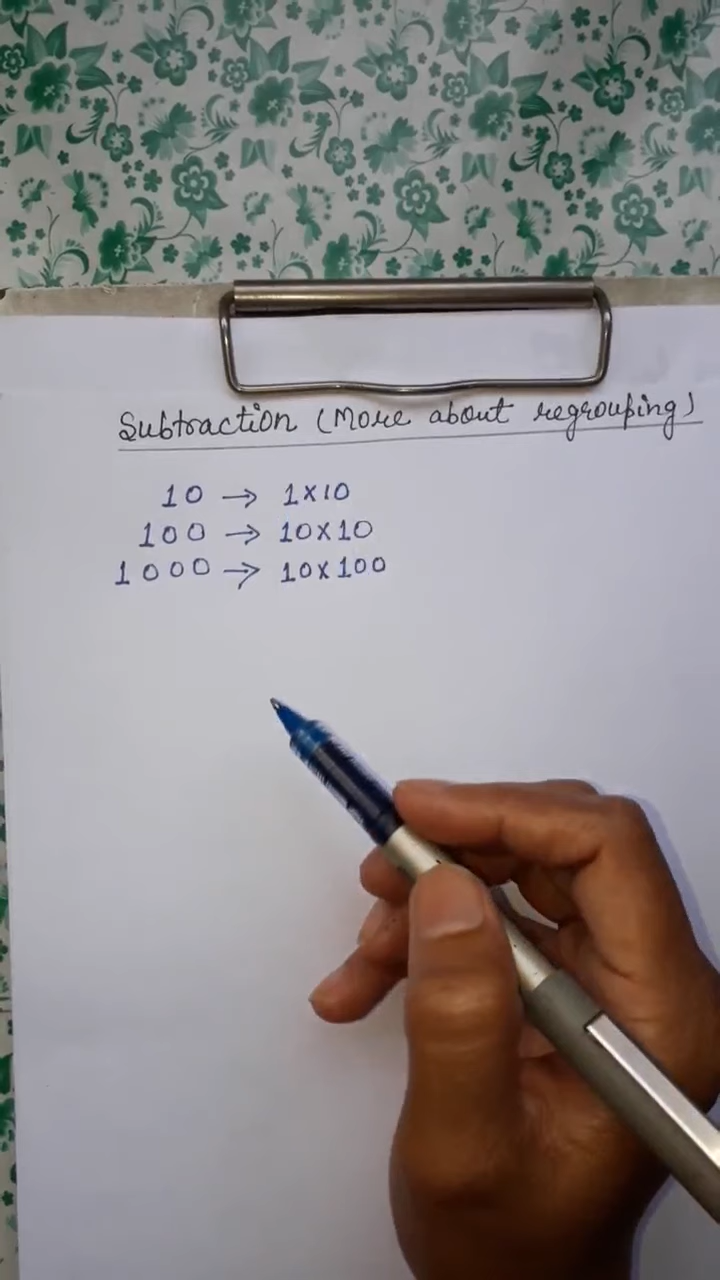 Subtraction (More about regrouping)
10 → 1×10
100 → 10×10
1000 → 10×100